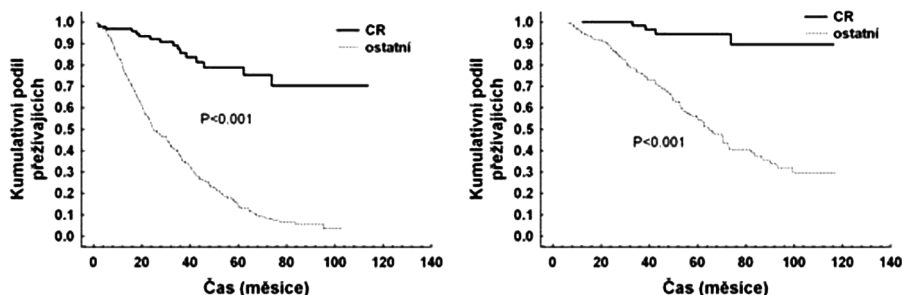 Kumulativní podíl
přežívajících
1.0
0.9
0.8
0.7
0.6
0.5
0.4
0.3
0.2
0.1
0.0
CR
ostatní
P<0.001
0 20 40 60 80 100 120 140
Čas (měsíce)
Kumulativní podíl
přežívajících
1.0
0.9
0.8
0.7
0.6
0.5
0.4
0.3
0.2
0.1
0.0
CR
ostatní
P<0.001
0 20 40 60 80 100 120 140
Čas (měsíce)